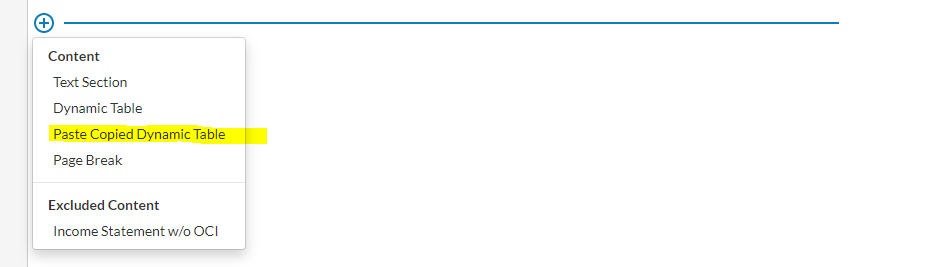 Content
Text Section
Dynamic Table
Paste Copied Dynamic Table
Page Break
Excluded Content
Income Statement w/o OCI